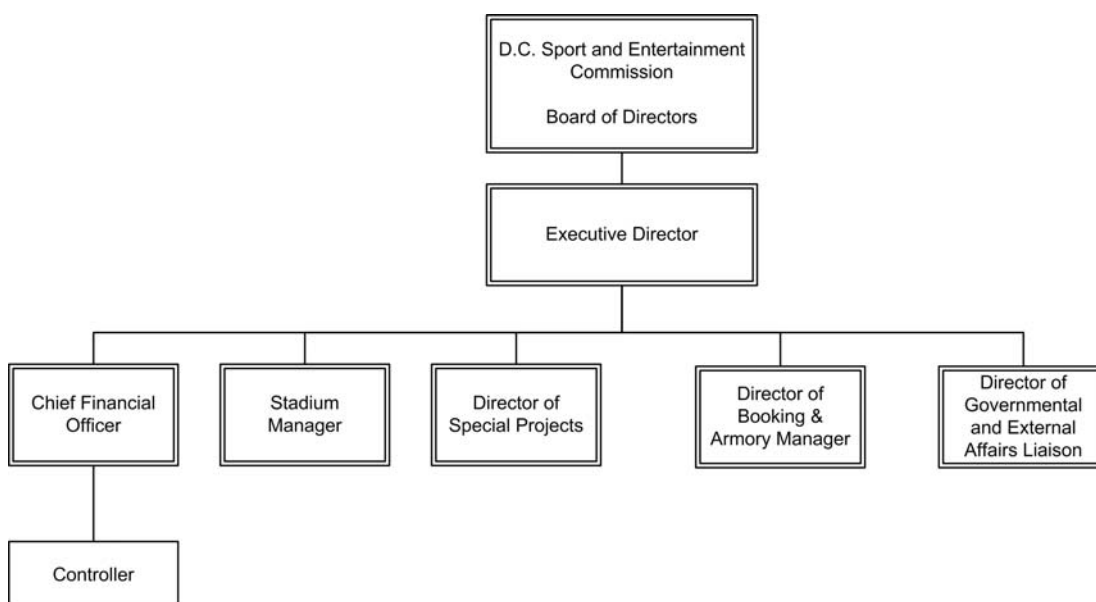 D.C. Sport and Entertainment
Commission
Board of Directors
Executive Director
Chief Financial
Officer
Stadium
Manager
Director of
Special Projects
Director of
Booking &
Armory Manager
Director of
Governmental
and External
Affairs Liaison
Controller